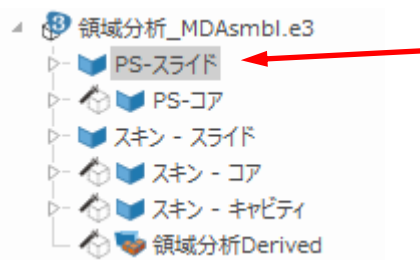 領域分析_MDAsmbl.e3
PS-スライド
PS-コア
スキン - スライド
スキン - コア
スキン - キャビティ
領域分析Derived